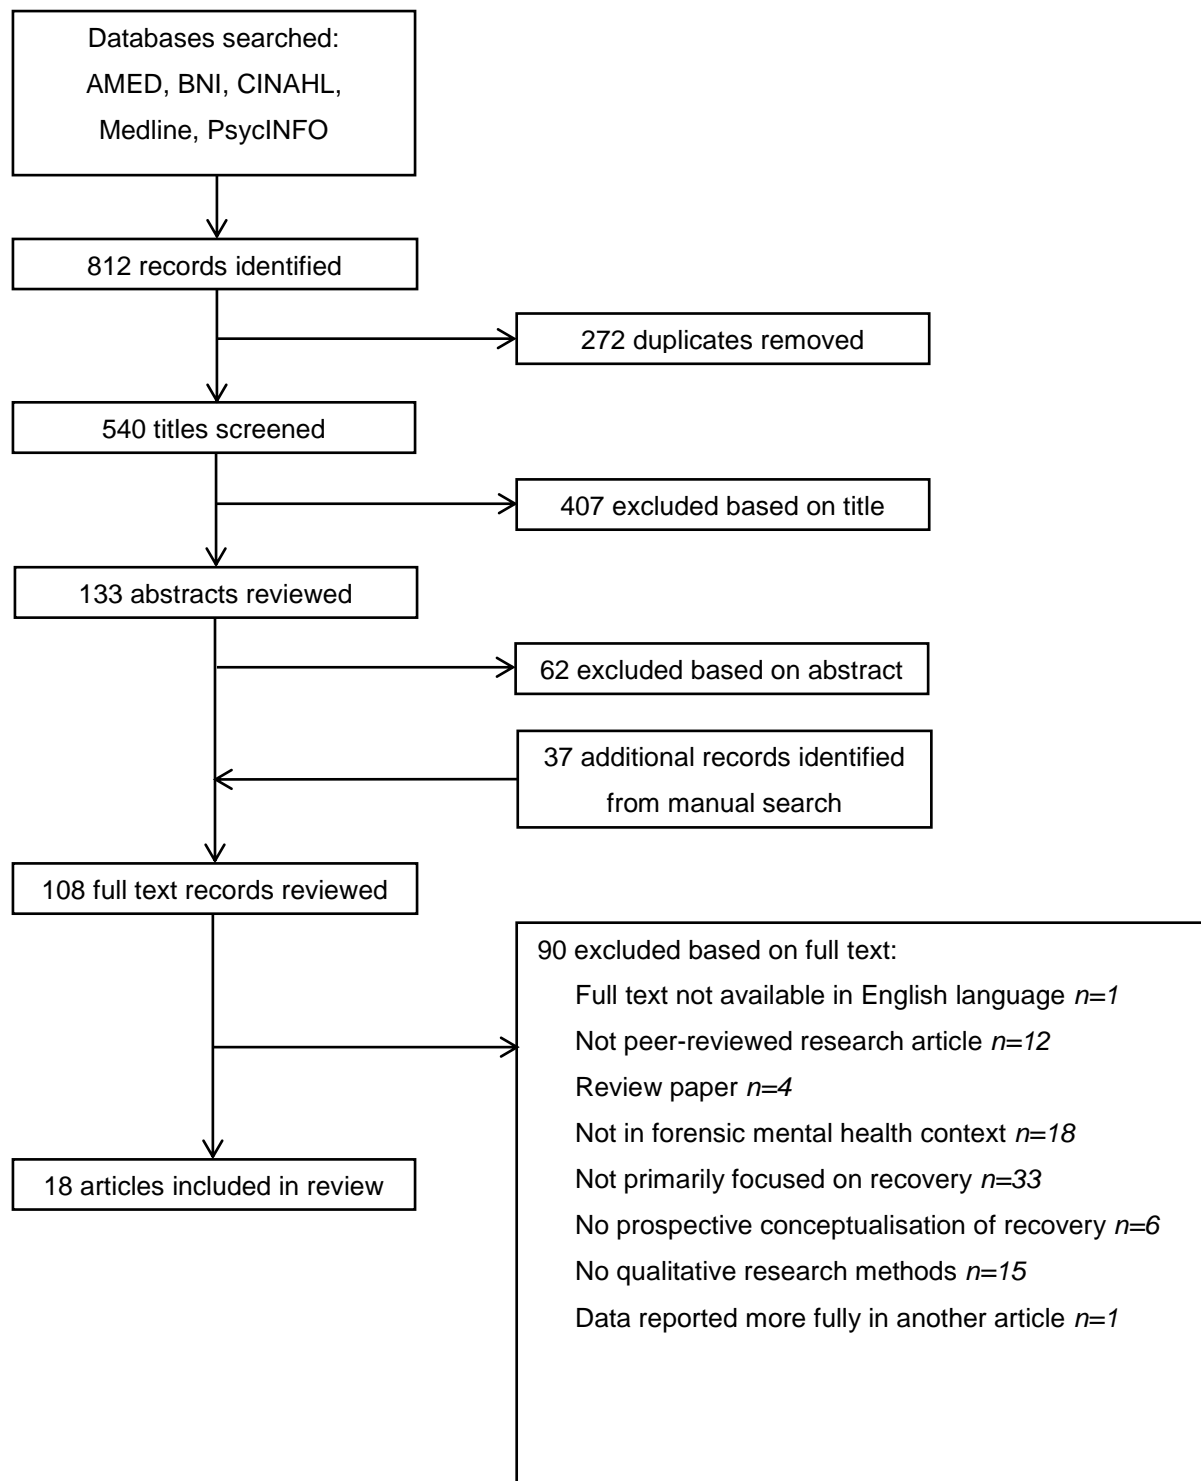 Databases searched:
AMED, BNI, CINAHL,
Medline, PsycINFO
812 records identified
272 duplicates removed
540 titles screened
407 excluded based on title
133 abstracts reviewed
62 excluded based on abstract
37 additional records identified
from manual search
108 full text records reviewed
90 excluded based on full text:
Full text not available in English language n=1
Not peer-reviewed research article n=12
Review paper n=4
Not in forensic mental health context n=18
Not primarily focused on recovery n=33
No prospective conceptualisation of recovery n=6
No qualitative research methods n=15
Data reported more fully in another article n=1
18 articles included in review